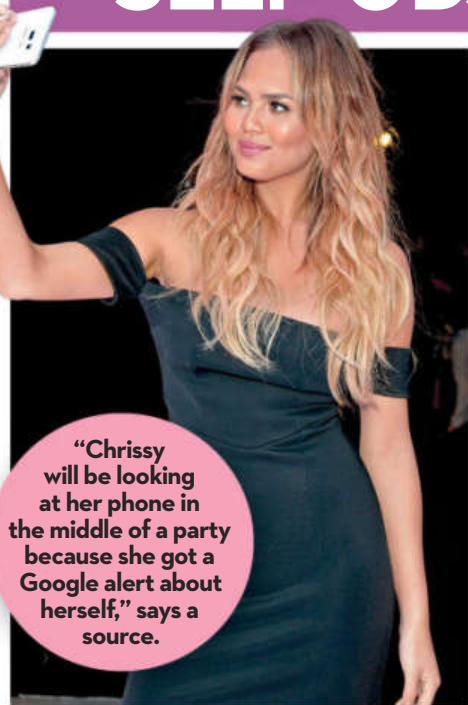 “Chrissy
will be looking
at her phone in
the middle of a party
because she got a
Google alert about
herself,” says a
source.